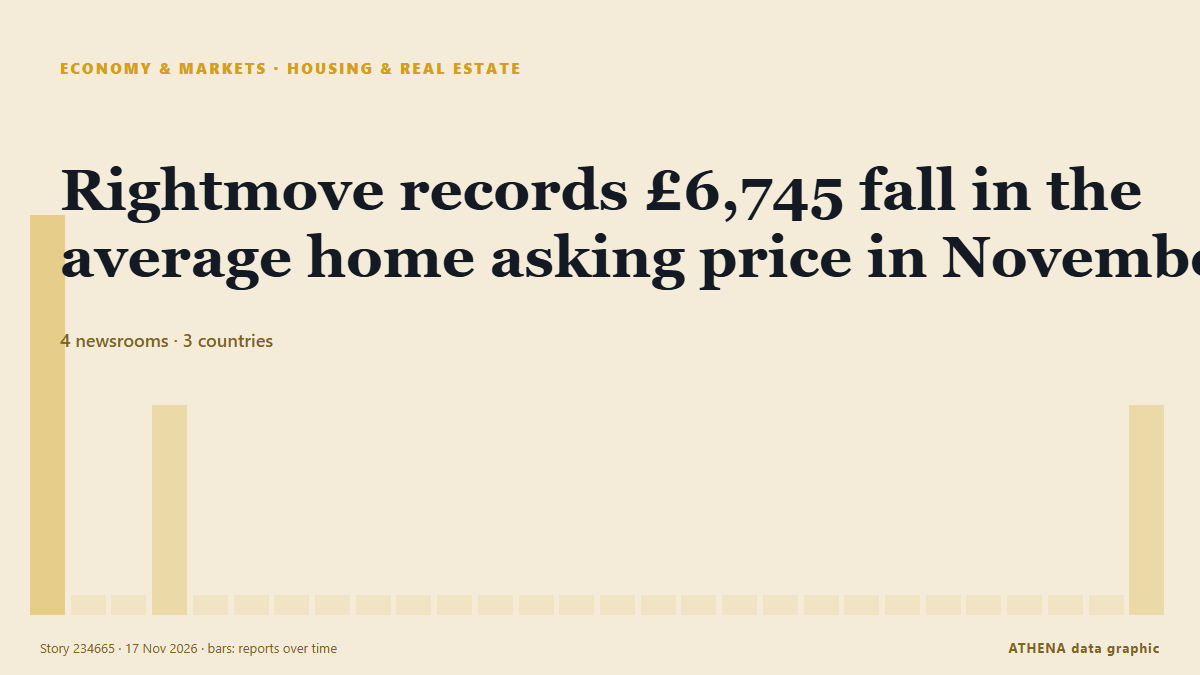 ECONOMY & MARKETS · HOUSING & REAL ESTATE
Rightmove records £6,745 fall in the
average home asking price in Novembe
4 newsrooms · 3 countries
Story 234665 · 17 Nov 2026 · bars: reports over time
ATHENA data graphic